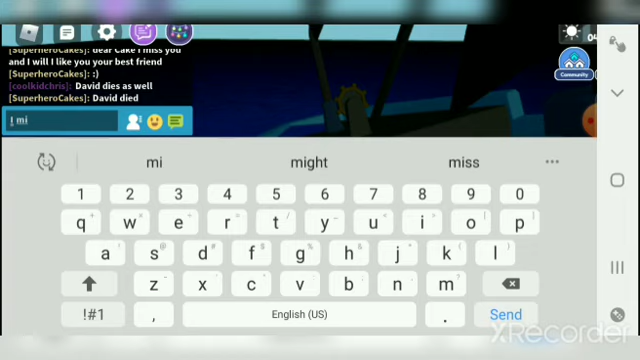 [SuperheroCakes]: dear Cake I miss you
and I will I like you your best friend
[SuperheroCakes]: :)
[coolkidchris]: David dies as well
[SuperheroCakes]: David died
04
Community
I mi
mi might miss
1 2 3 4 5 6 7 8 9 0
q w e r t y u i o p
a s d f g h j k l
z x c v b n m
!#1 , English (US) . Send
XRecorder